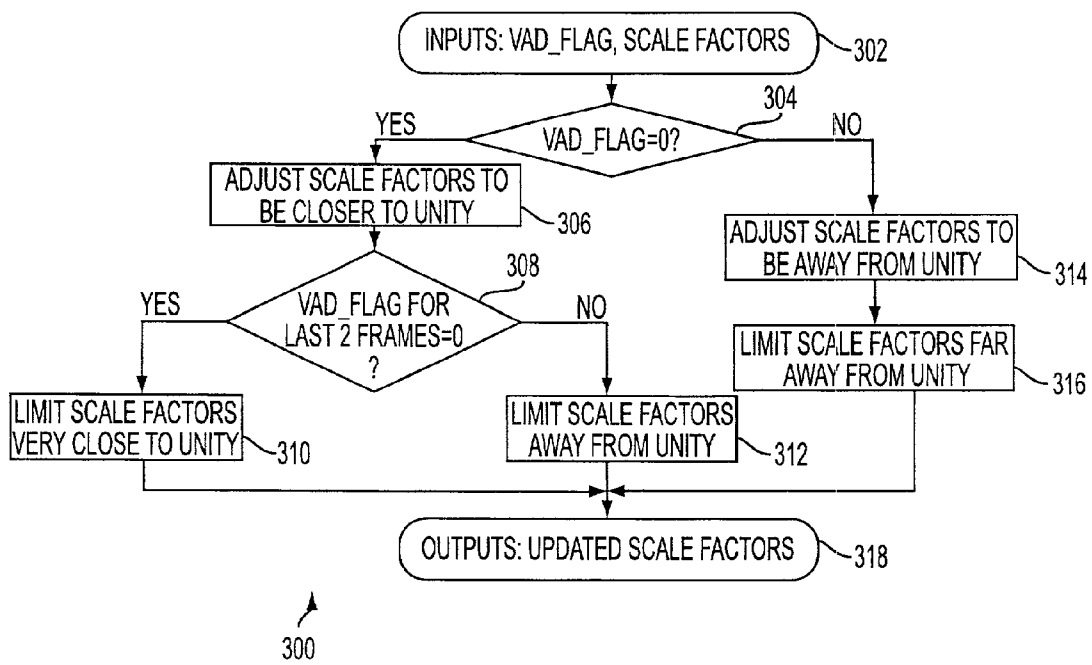 INPUTS: VAD_FLAG, SCALE FACTORS
302
304
YES
VAD_FLAG=0?
NO
ADJUST SCALE FACTORS TO
BE CLOSER TO UNITY
306
ADJUST SCALE FACTORS TO
BE AWAY FROM UNITY
314
308
YES
VAD_FLAG FOR
LAST 2 FRAMES=0
?
NO
LIMIT SCALE FACTORS FAR
AWAY FROM UNITY
316
LIMIT SCALE FACTORS
VERY CLOSE TO UNITY
310
LIMIT SCALE FACTORS
AWAY FROM UNITY
312
OUTPUTS: UPDATED SCALE FACTORS
318
300